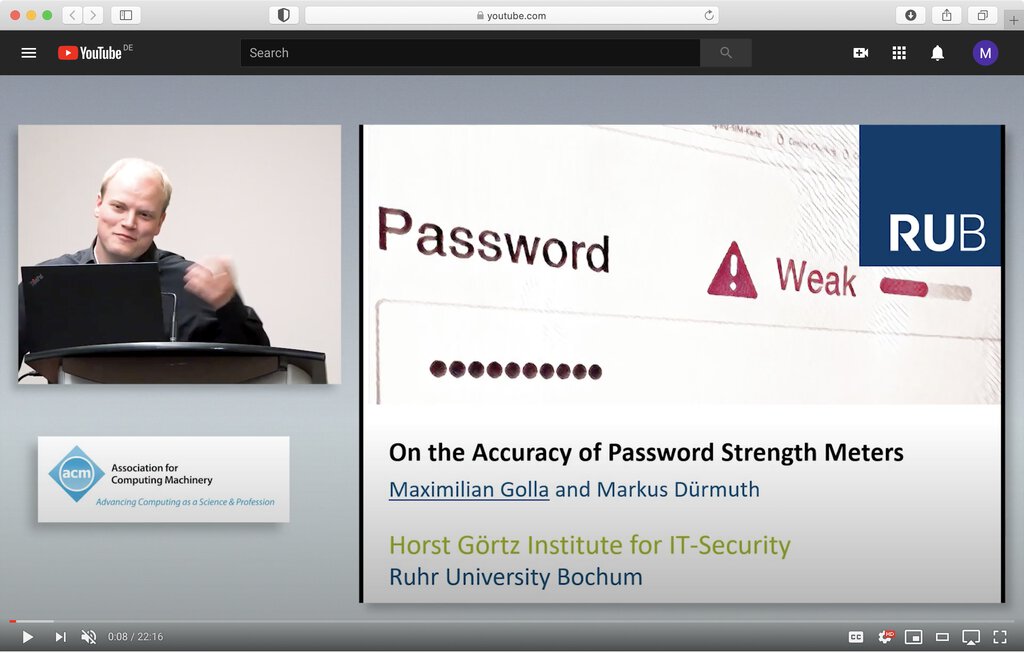 youtube.com
YouTube DE
Search
M
ThinkPad
RUB
Password
Weak
acm
Association for
Computing Machinery
Advancing Computing as a Science & Profession
On the Accuracy of Password Strength Meters
Maximilian Golla and Markus Dürmuth
Horst Görtz Institute for IT-Security
Ruhr University Bochum
0:08 / 22:16
CC
HD